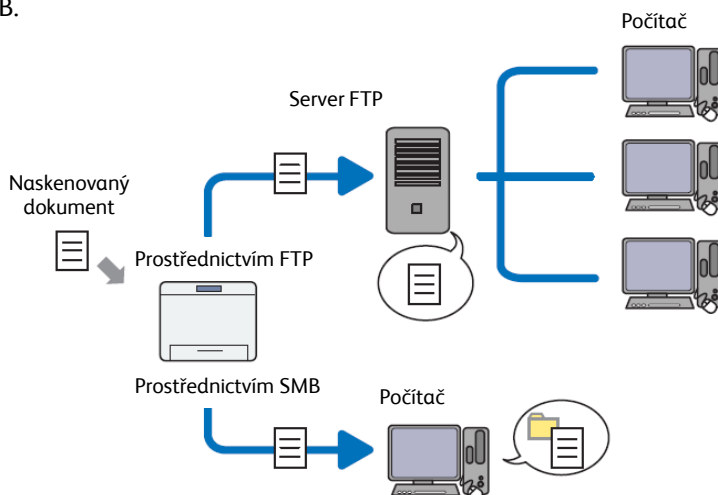 B.
Počítač
Server FTP
Naskenovaný
dokument
Prostřednictvím FTP
Prostřednictvím SMB
Počítač